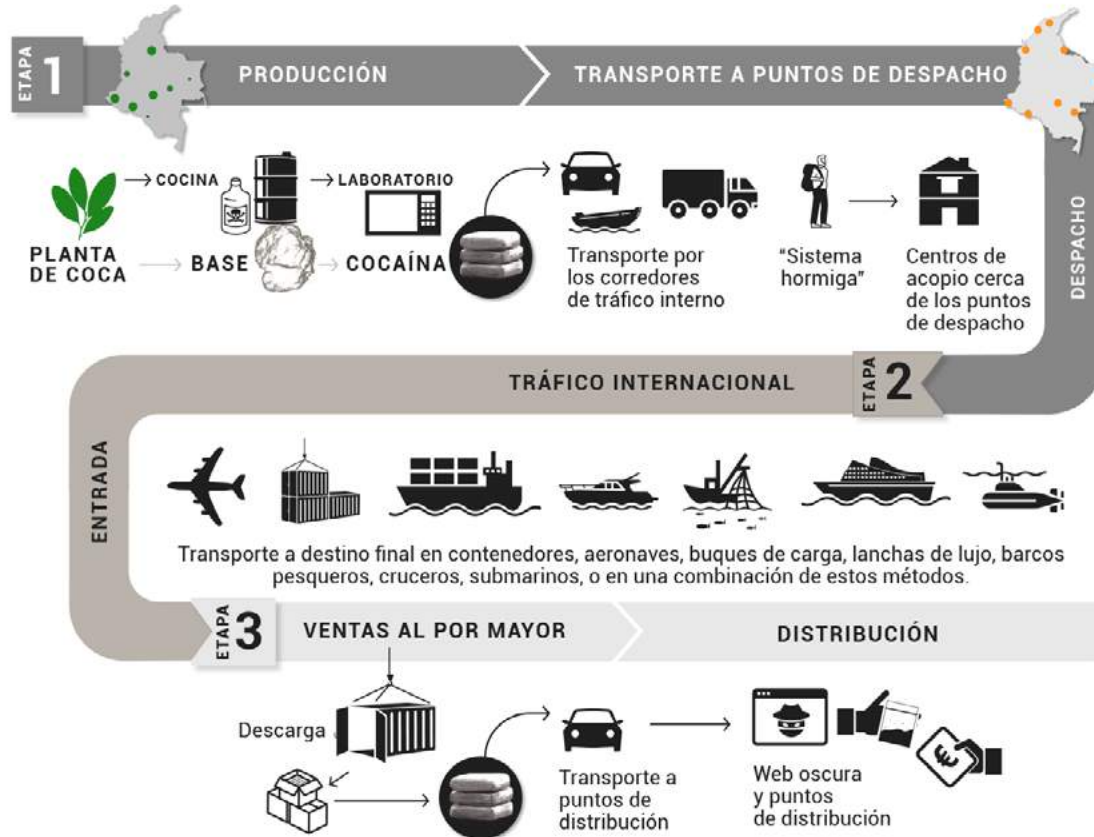 ETAPA 1
PRODUCCIÓN
TRANSPORTE A PUNTOS DE DESPACHO
COCINA
LABORATORIO
PLANTA
DE COCA
BASE
COCAÍNA
Transporte por
los corredores
de tráfico interno
“Sistema
hormiga”
Centros de
acopio cerca
de los puntos
de despacho
DESPACHO
ETAPA 2
TRÁFICO INTERNACIONAL
ENTRADA
Transporte a destino final en contenedores, aeronaves, buques de carga, lanchas de lujo, barcos
pesqueros, cruceros, submarinos, o en una combinación de estos métodos.
ETAPA 3
VENTAS AL POR MAYOR
DISTRIBUCIÓN
Descarga
Transporte a
puntos de
distribución
Web oscura
y puntos
de distribución
€